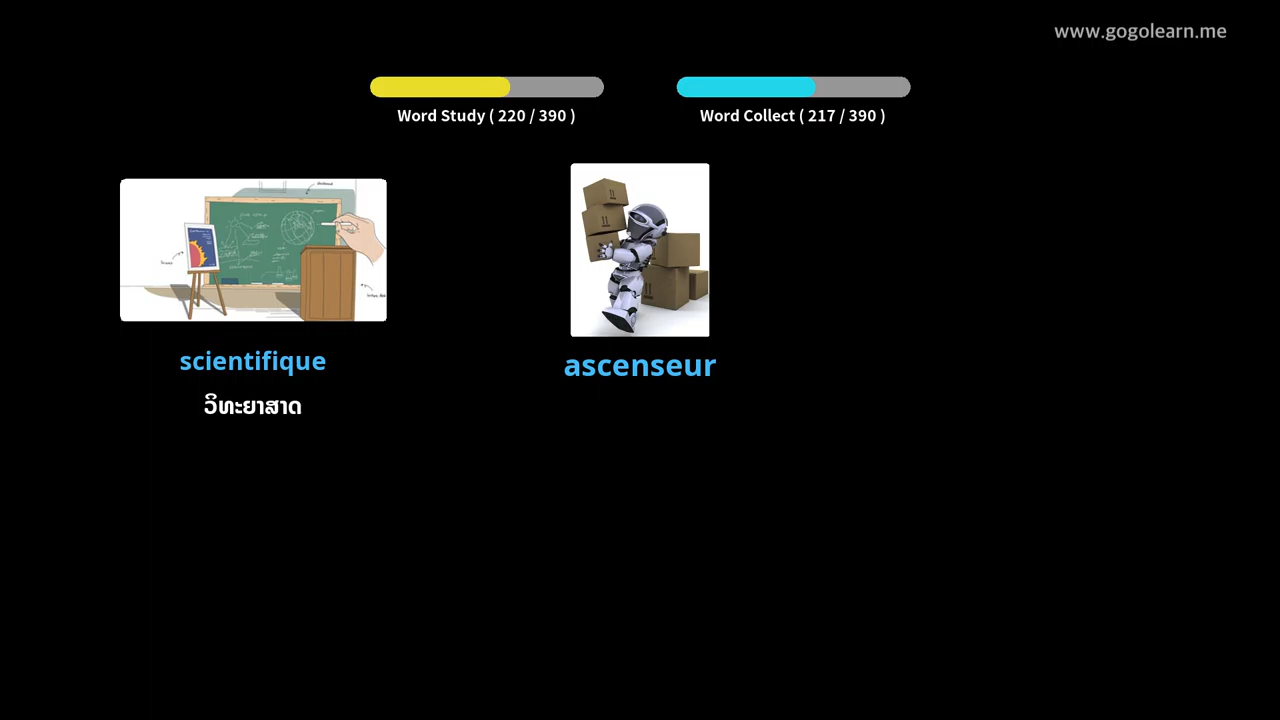 www.gogolearn.me
Word Study ( 220 / 390 )
Word Collect ( 217 / 390 )
scientifique
ວິທະຍາສາດ
ascenseur